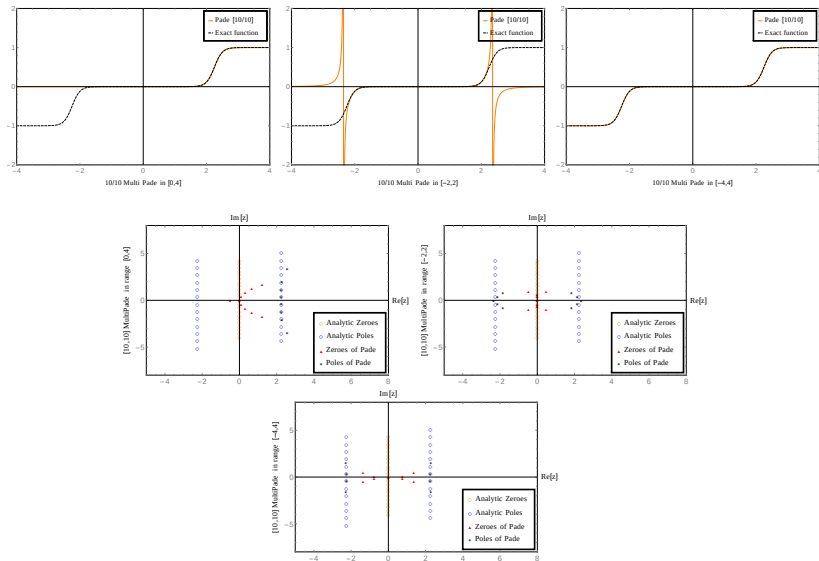 2
1
0
−1
−2
−4
−2
0
2
4
Pade [10/10]
Exact function
10/10 Multi Pade in [0,4]
2
1
0
−1
−2
−4
−2
0
2
4
Pade [10/10]
Exact function
10/10 Multi Pade in [-2,2]
2
1
0
−1
−2
−4
−2
0
2
4
Pade [10/10]
Exact function
10/10 Multi Pade in [-4,4]
Im[z]
[10,10] MultiPade in range [0,4]
5
0
−5
−4
−2
0
2
4
6
8
Re[z]
Analytic Zeroes
Analytic Poles
Zeroes of Pade
Poles of Pade
Im[z]
[10,10] MultiPade in range [-2,2]
5
0
−5
−4
−2
0
2
4
6
8
Re[z]
Analytic Zeroes
Analytic Poles
Zeroes of Pade
Poles of Pade
Im[z]
[10,10] MultiPade in range [-4,4]
5
0
−5
−4
−2
0
2
4
6
8
Re[z]
Analytic Zeroes
Analytic Poles
Zeroes of Pade
Poles of Pade